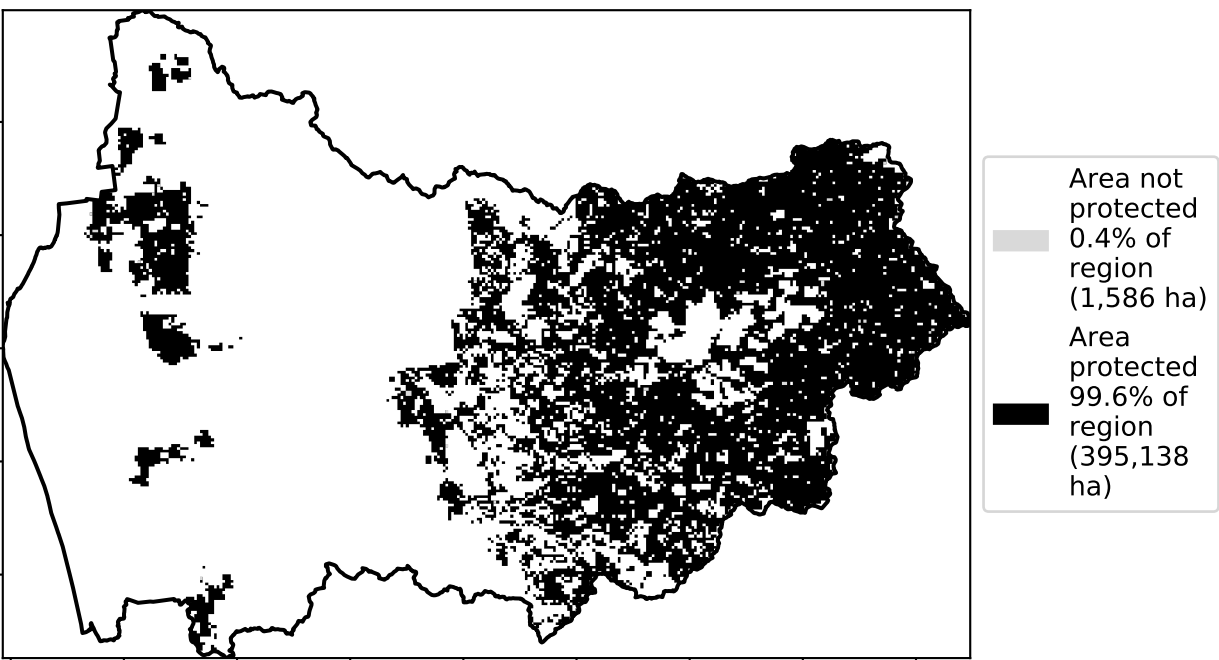 Area not
protected
0.4% of
region
(1,586 ha)
Area
protected
99.6% of
region
(395,138
ha)